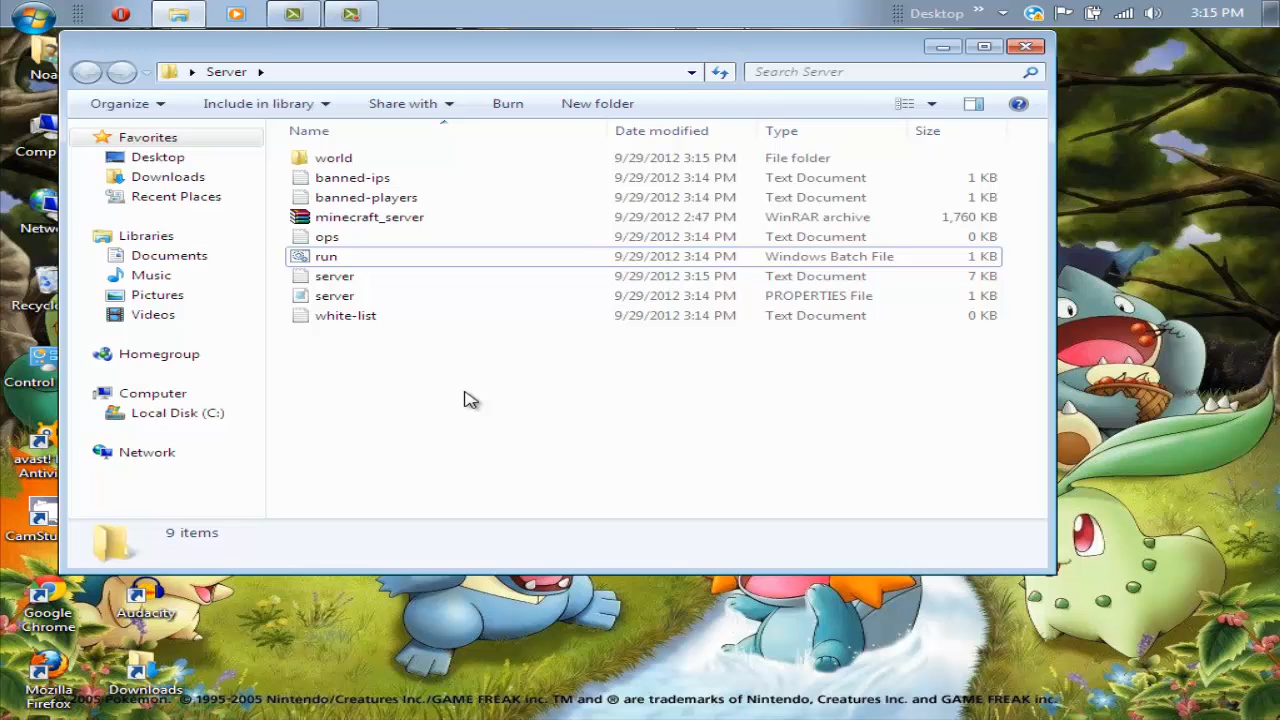 Desktop » 3:15 PM
Server
Search Server
Organize Include in library Share with Burn New folder
Name Date modified Type Size
Favorites
Desktop
Downloads
Recent Places
Libraries
Documents
Music
Pictures
Videos
Homegroup
Computer
Local Disk (C:)
Network
world 9/29/2012 3:15 PM File folder
banned-ips 9/29/2012 3:14 PM Text Document 1 KB
banned-players 9/29/2012 3:14 PM Text Document 1 KB
minecraft_server 9/29/2012 2:47 PM WinRAR archive 1,760 KB
ops 9/29/2012 3:14 PM Text Document 0 KB
run 9/29/2012 3:14 PM Windows Batch File 1 KB
server 9/29/2012 3:15 PM Text Document 7 KB
server 9/29/2012 3:14 PM PROPERTIES File 1 KB
white-list 9/29/2012 3:14 PM Text Document 0 KB
9 items
Noa
Comp
Netw
Recycle
Control
avast!
Antivi
CamStu
Google
Chrome
Audacity
Mozilla
Firefox
Downloads
2005 Pokémon. © 1995-2005 Nintendo/Creatures Inc./GAME FREAK inc. TM and ® are trademarks of Nintendo, Creatures Inc. and GAME FREAK inc.